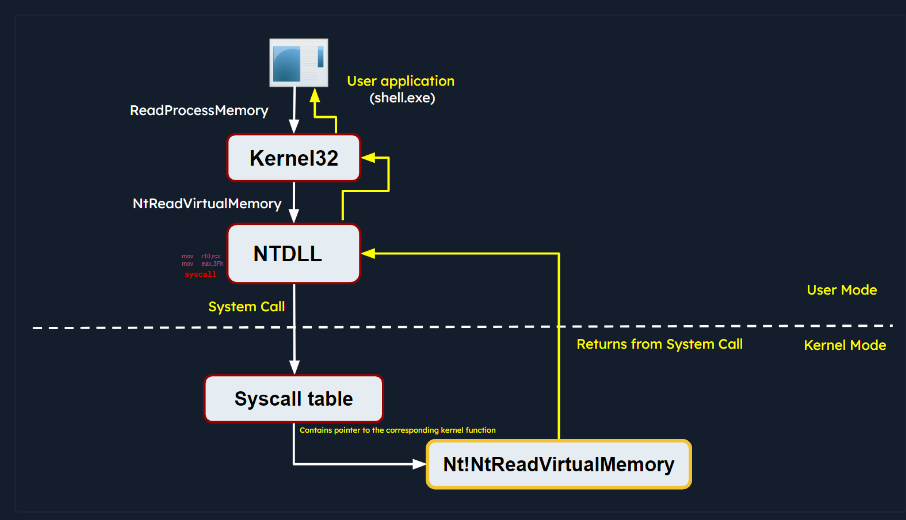 User application
(shell.exe)
ReadProcessMemory
Kernel32
NtReadVirtualMemory
NTDLL
mov r10,rcx
mov eax,3Fh
syscall
System Call
User Mode
Returns from System Call
Kernel Mode
Syscall table
Contains pointer to the corresponding kernel function
Nt!NtReadVirtualMemory